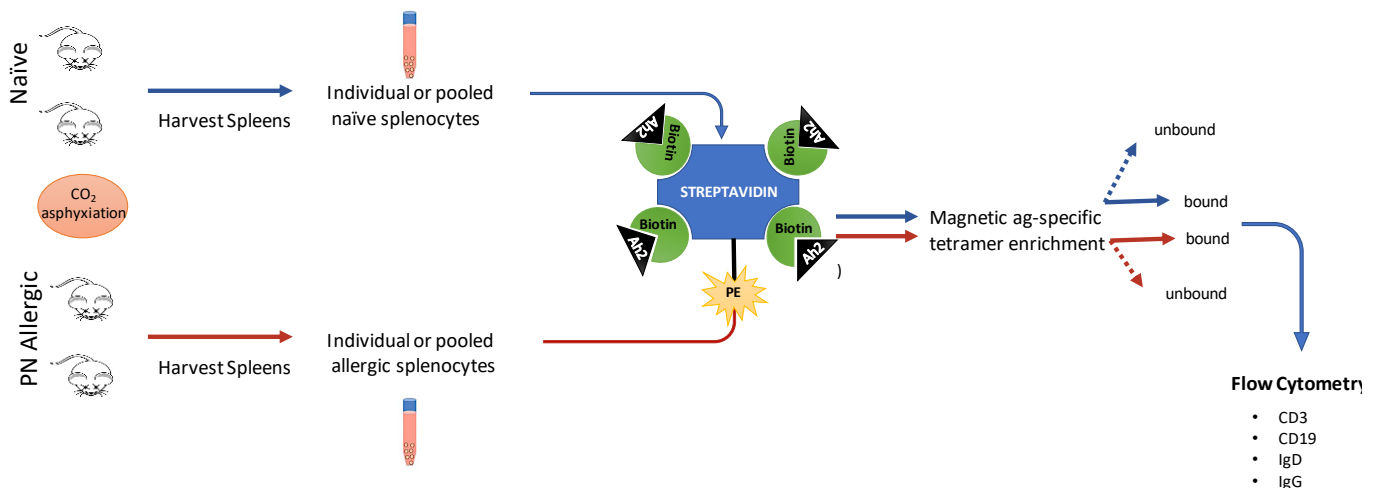 Naïve
Harvest Spleens
Individual or pooled
naïve splenocytes
CO2
asphyxiation
PN Allergic
Harvest Spleens
Individual or pooled
allergic splenocytes
Ah2
Biotin
Biotin
Ah2
STREPTAVIDIN
Biotin
Ah2
Biotin
Ah2
)
PE
Magnetic ag-specific
tetramer enrichment
unbound
bound
bound
unbound
Flow Cytometry
• CD3
• CD19
• IgD
• IgG